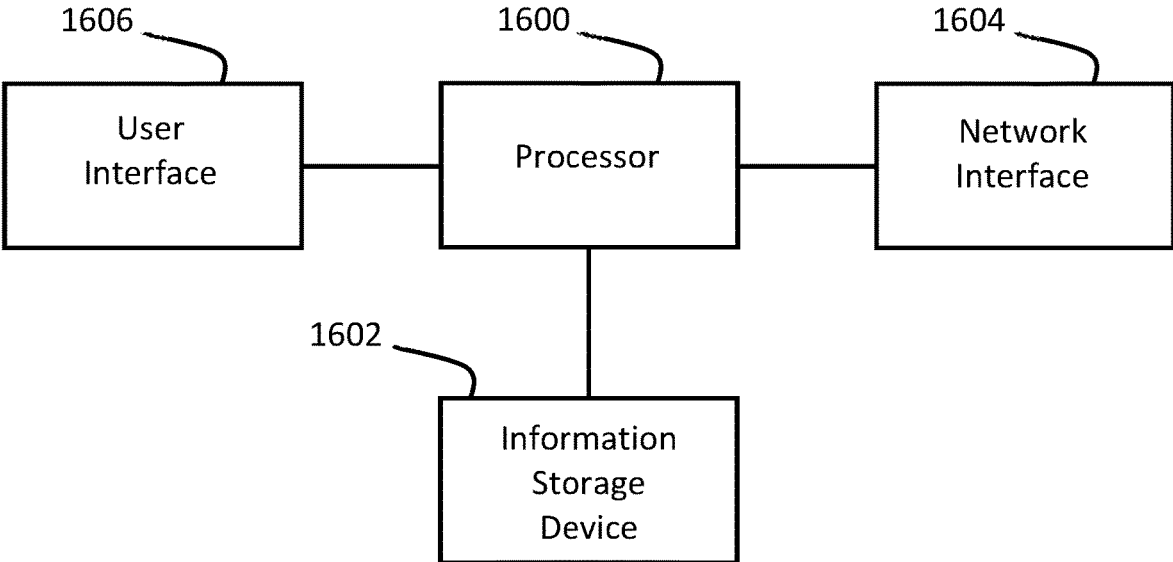 1606
1600
1604
User
Interface
Processor
Network
Interface
1602
Information
Storage
Device